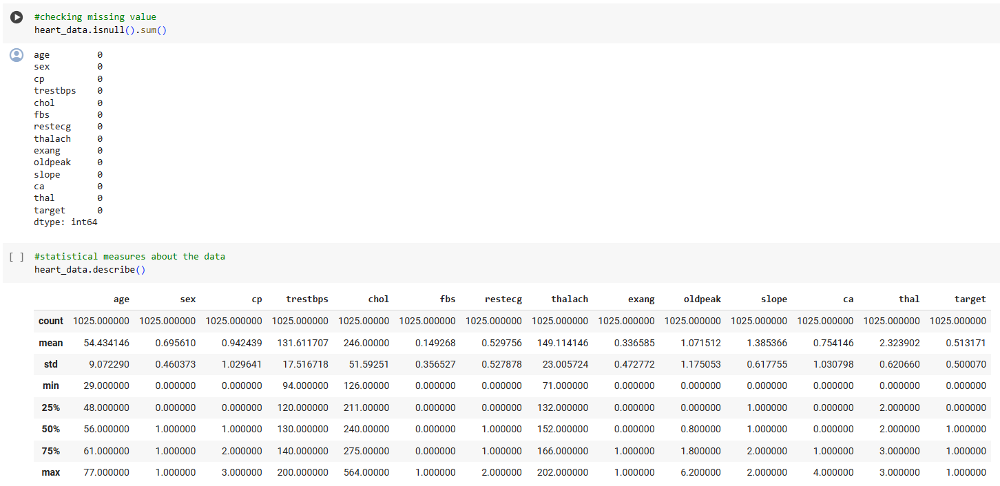 #checking missing value
heart_data.isnull().sum()
age 0
sex 0
cp 0
trestbps 0
chol 0
fbs 0
restecg 0
thalach 0
exang 0
oldpeak 0
slope 0
ca 0
thal 0
target 0
dtype: int64
[ ] #statistical measures about the data
heart_data.describe()
age sex cp trestbps chol fbs restecg thalach exang oldpeak slope ca thal target
count 1025.000000 1025.000000 1025.000000 1025.000000 1025.00000 1025.000000 1025.000000 1025.000000 1025.000000 1025.000000 1025.000000 1025.000000 1025.000000 1025.000000
mean 54.434146 0.695610 0.942439 131.611707 246.00000 0.149268 0.529756 149.114146 0.336585 1.071512 1.385366 0.754146 2.323902 0.513171
std 9.072290 0.460373 1.029641 17.516718 51.59251 0.356527 0.527878 23.005724 0.472772 1.175053 0.617755 1.030798 0.620660 0.500070
min 29.000000 0.000000 0.000000 94.000000 126.00000 0.000000 0.000000 71.000000 0.000000 0.000000 0.000000 0.000000 0.000000 0.000000
25% 48.000000 0.000000 0.000000 120.000000 211.00000 0.000000 0.000000 132.000000 0.000000 0.000000 1.000000 0.000000 2.000000 0.000000
50% 56.000000 1.000000 1.000000 130.000000 240.00000 0.000000 1.000000 152.000000 0.000000 0.800000 1.000000 0.000000 2.000000 1.000000
75% 61.000000 1.000000 2.000000 140.000000 275.00000 0.000000 1.000000 166.000000 1.000000 1.800000 2.000000 1.000000 3.000000 1.000000
max 77.000000 1.000000 3.000000 200.000000 564.00000 1.000000 2.000000 202.000000 1.000000 6.200000 2.000000 4.000000 3.000000 1.000000